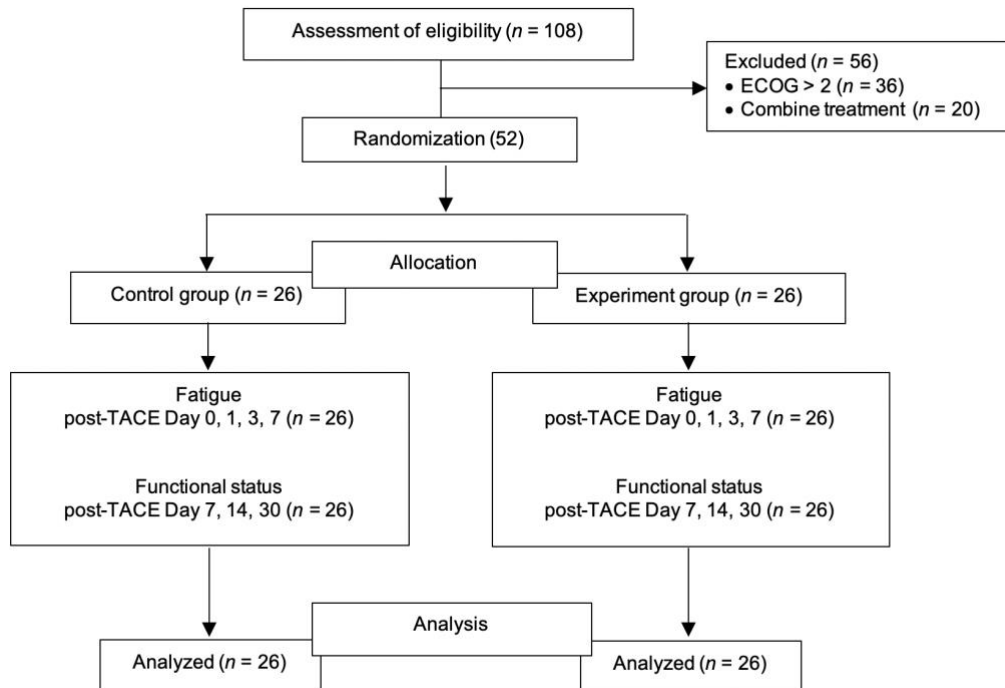 Assessment of eligibility (n = 108)
Excluded (n = 56)
• ECOG > 2 (n = 36)
• Combine treatment (n = 20)
Randomization (52)
Allocation
Control group (n = 26)
Experiment group (n = 26)
Fatigue
post-TACE Day 0, 1, 3, 7 (n = 26)
Functional status
post-TACE Day 7, 14, 30 (n = 26)
Fatigue
post-TACE Day 0, 1, 3, 7 (n = 26)
Functional status
post-TACE Day 7, 14, 30 (n = 26)
Analysis
Analyzed (n = 26)
Analyzed (n = 26)